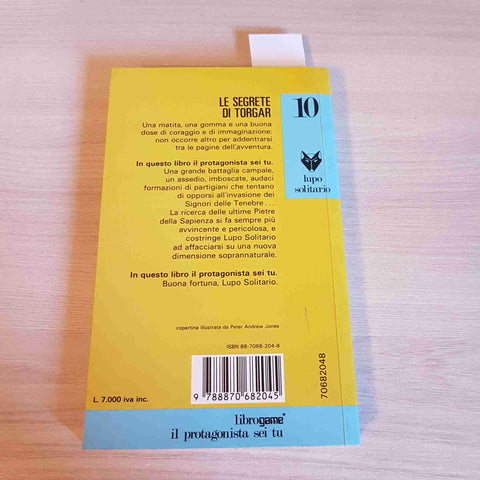 LE SEGRETE
DI TORGAR
Una matita, una gomma e una buona
dose di coraggio e di immaginazione:
non occorre altro per addentrarsi
tra le pagine dell'avventura.
In questo libro il protagonista sei tu.
Una grande battaglia campale,
un assedio, imboscate, audaci
formazioni di partigiani che tentano
di opporsi all'invasione dei
Signori delle Tenebre...
La ricerca delle ultime Pietre
della Sapienza si fa sempre più
avvincente e pericolosa, e
costringe Lupo Solitario
ad affacciarsi su una nuova
dimensione soprannaturale.
In questo libro il protagonista sei tu.
Buona fortuna, Lupo Solitario.
copertina illustrata da Peter Andrew Jones
ISBN 88-7068-204-8
9 788870 682045
L. 7.000 iva inc.
10
lupo
solitario
70682048
librogame®
il protagonista sei tu